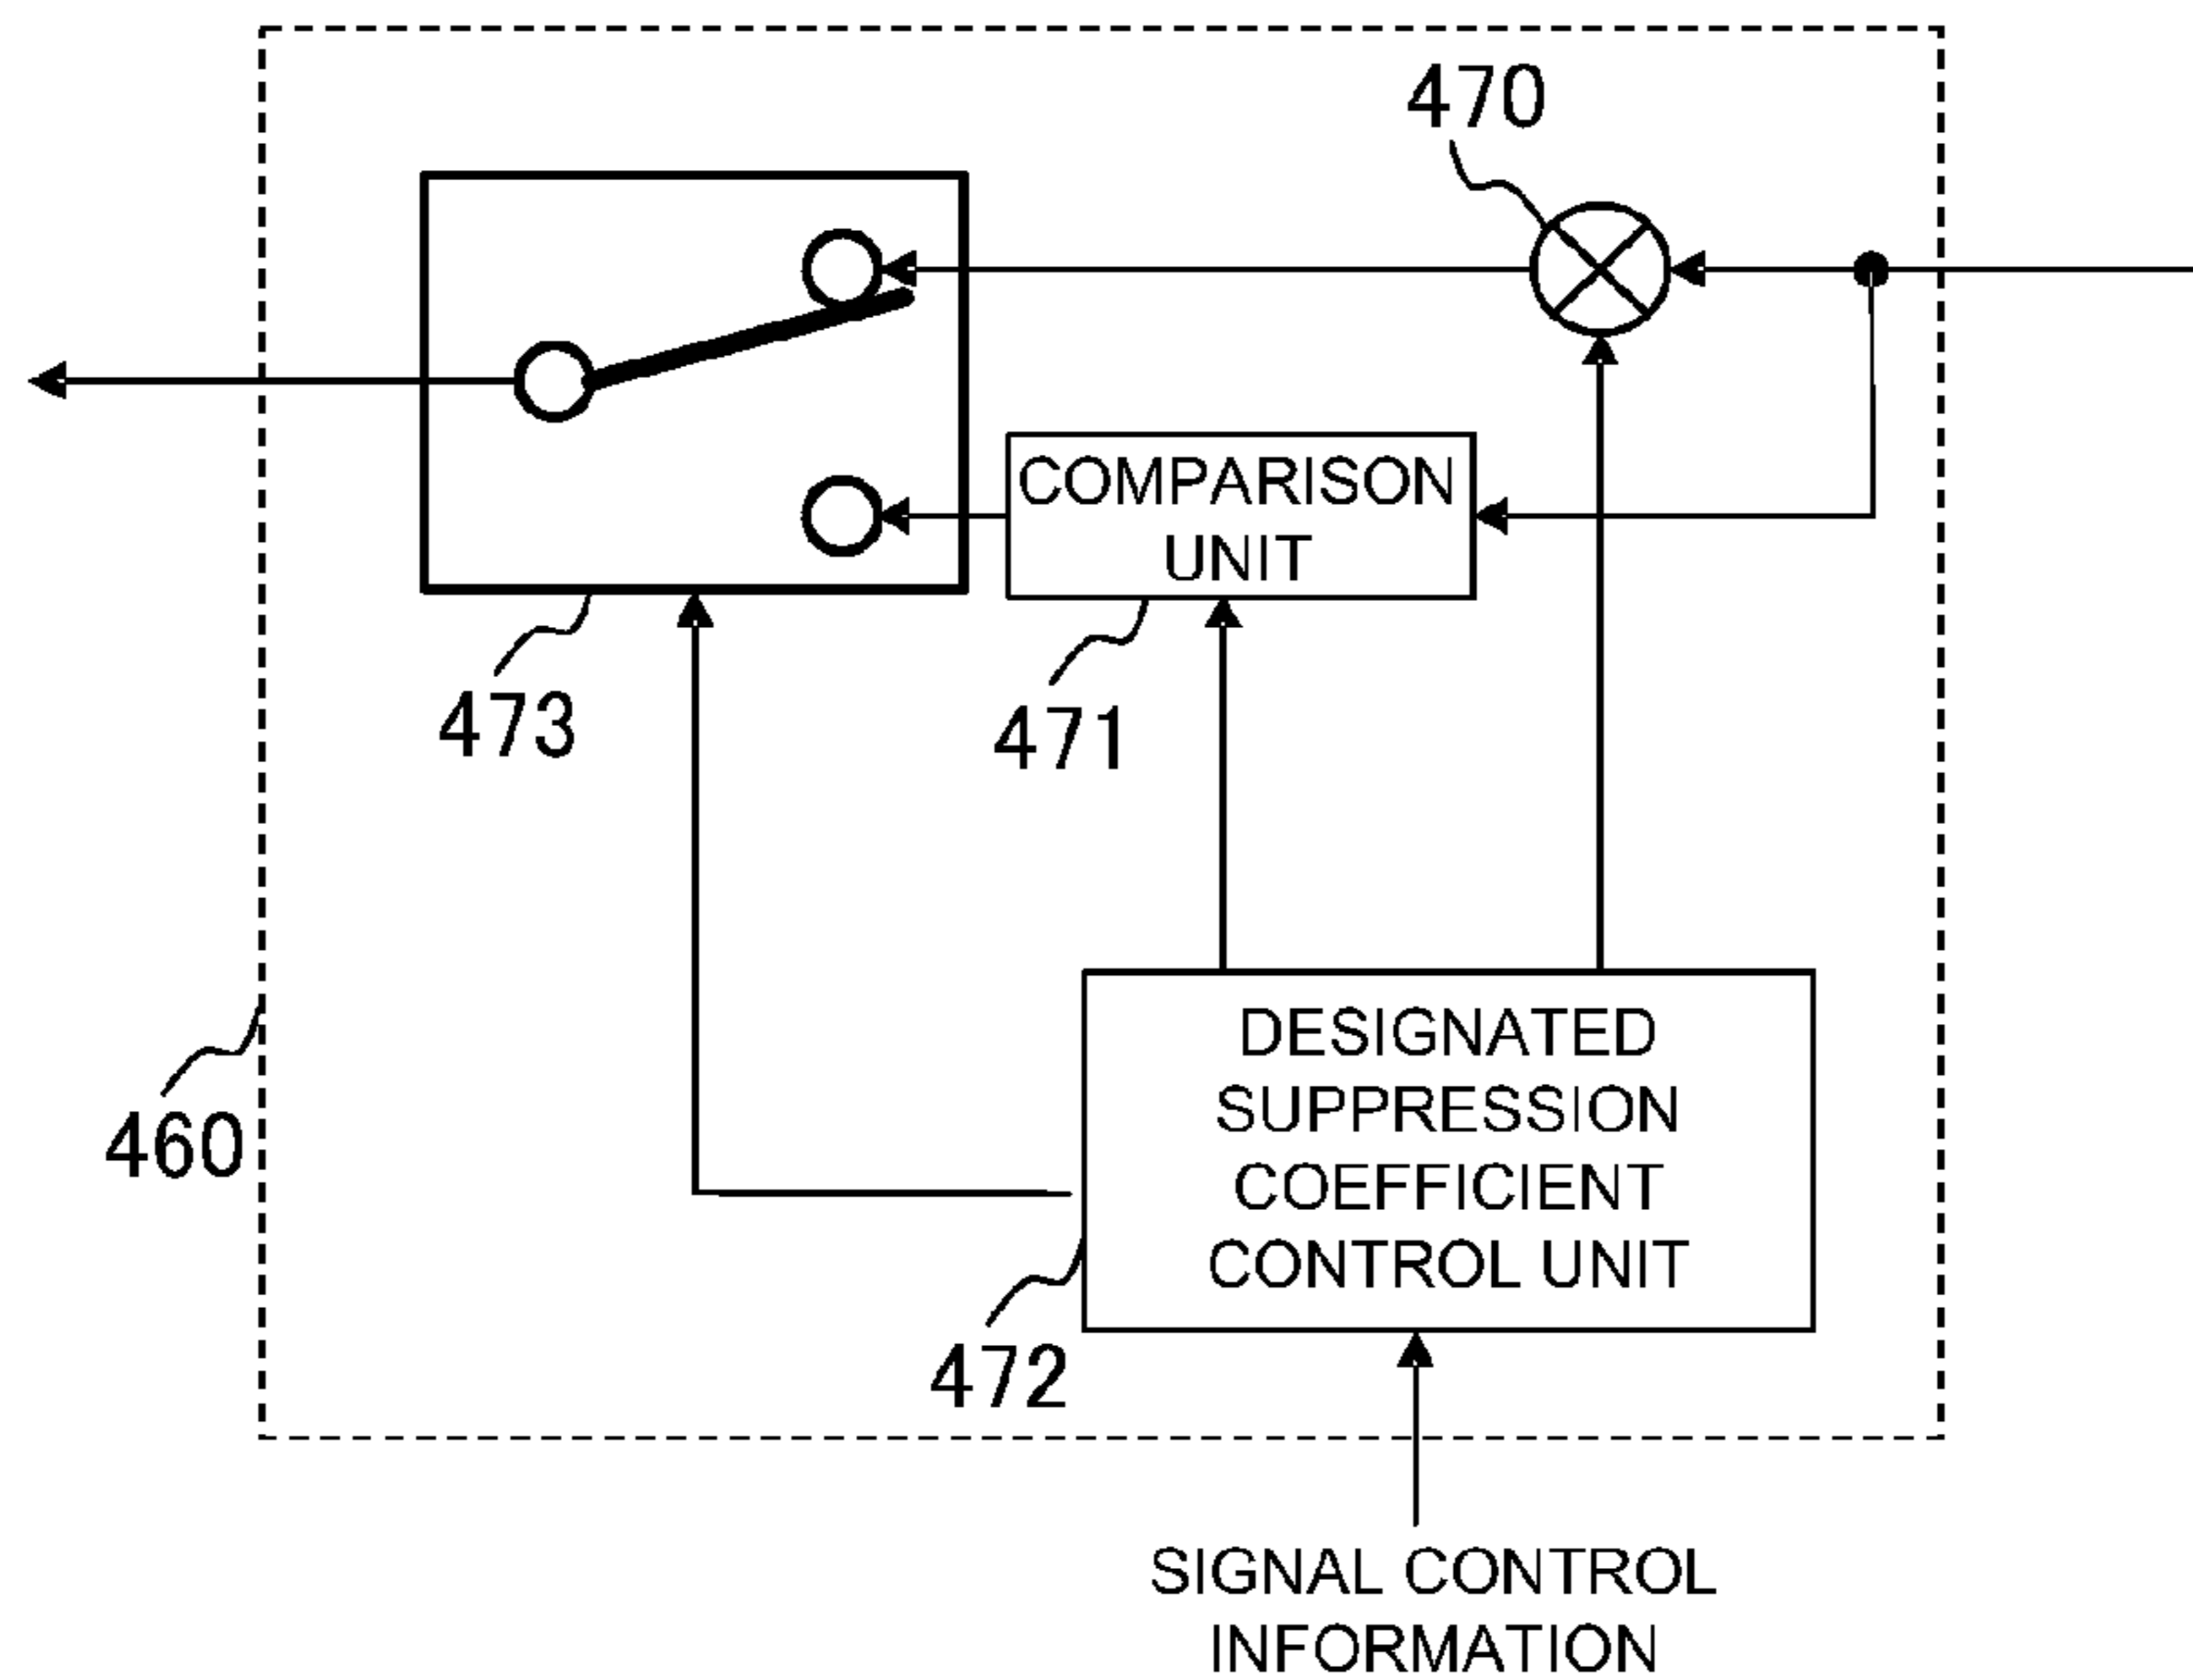 470
COMPARISON
UNIT
473
471
DESIGNATED
SUPPRESSION
COEFFICIENT
CONTROL UNIT
460
472
SIGNAL CONTROL
INFORMATION